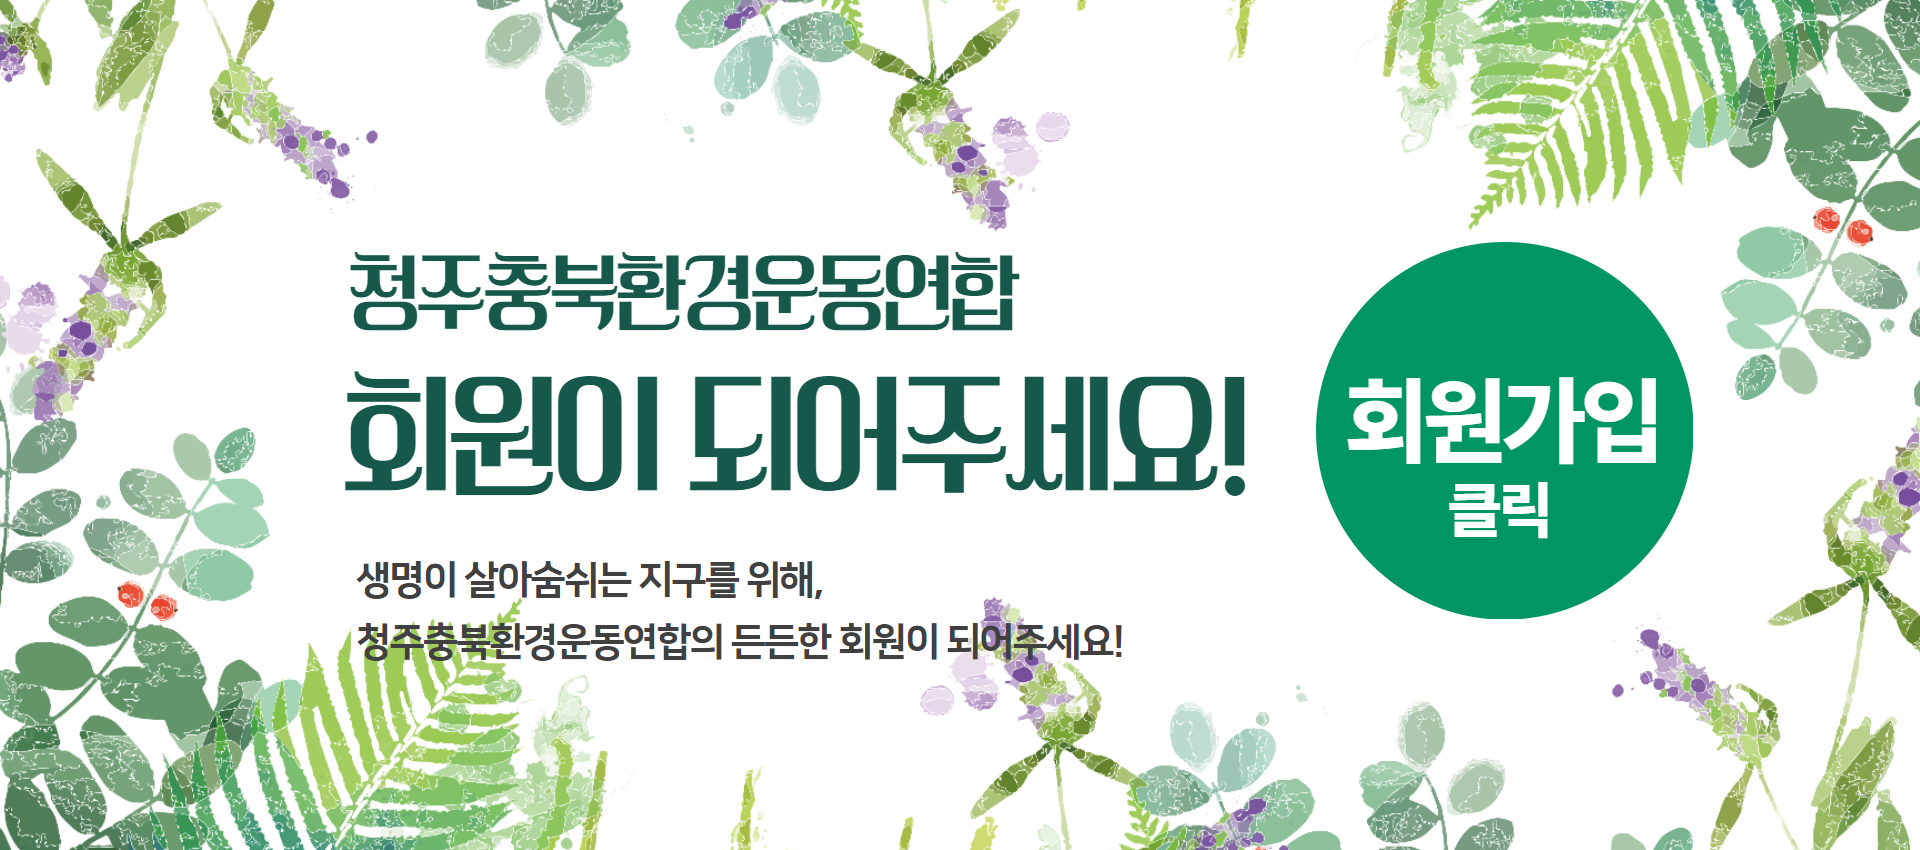 청주충북환경운동연합
회원이 되어주세요!
생명이 살아숨쉬는 지구를 위해,
청주충북환경운동연합의 든든한 회원이 되어주세요!
회원가입
클릭